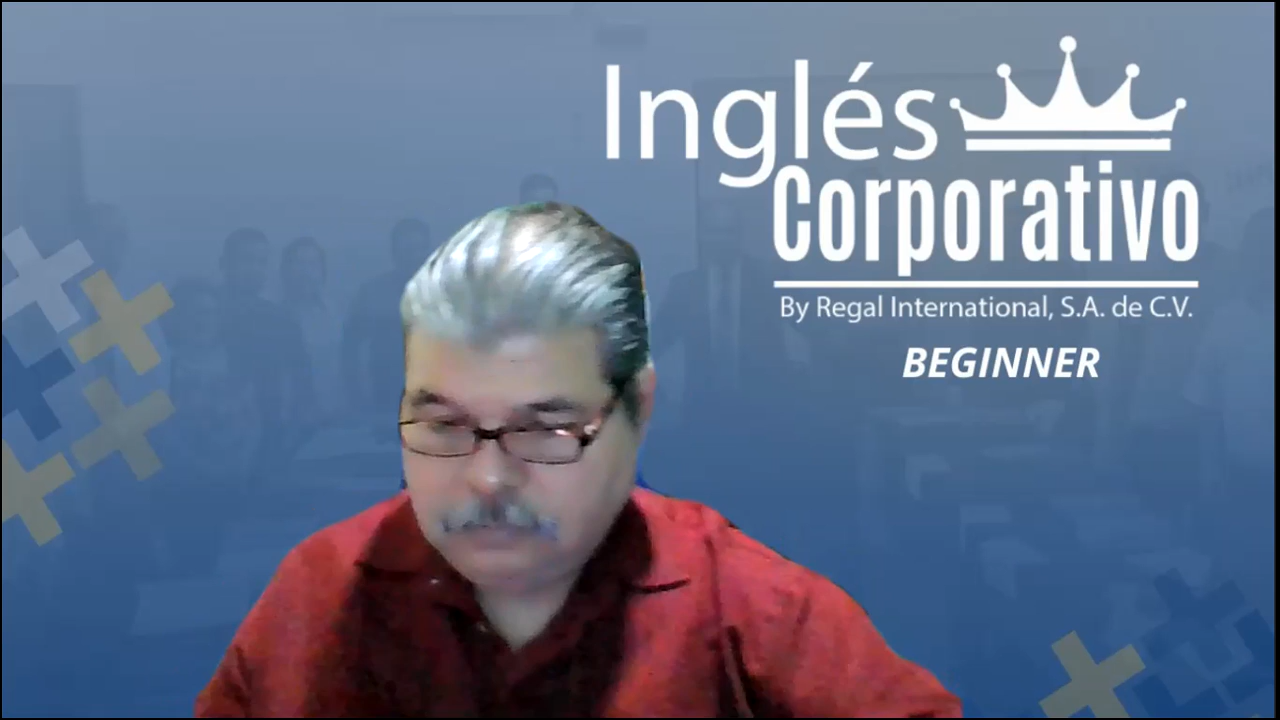 Inglés
Corporativo
By Regal International, S.A. de C.V.
BEGINNER